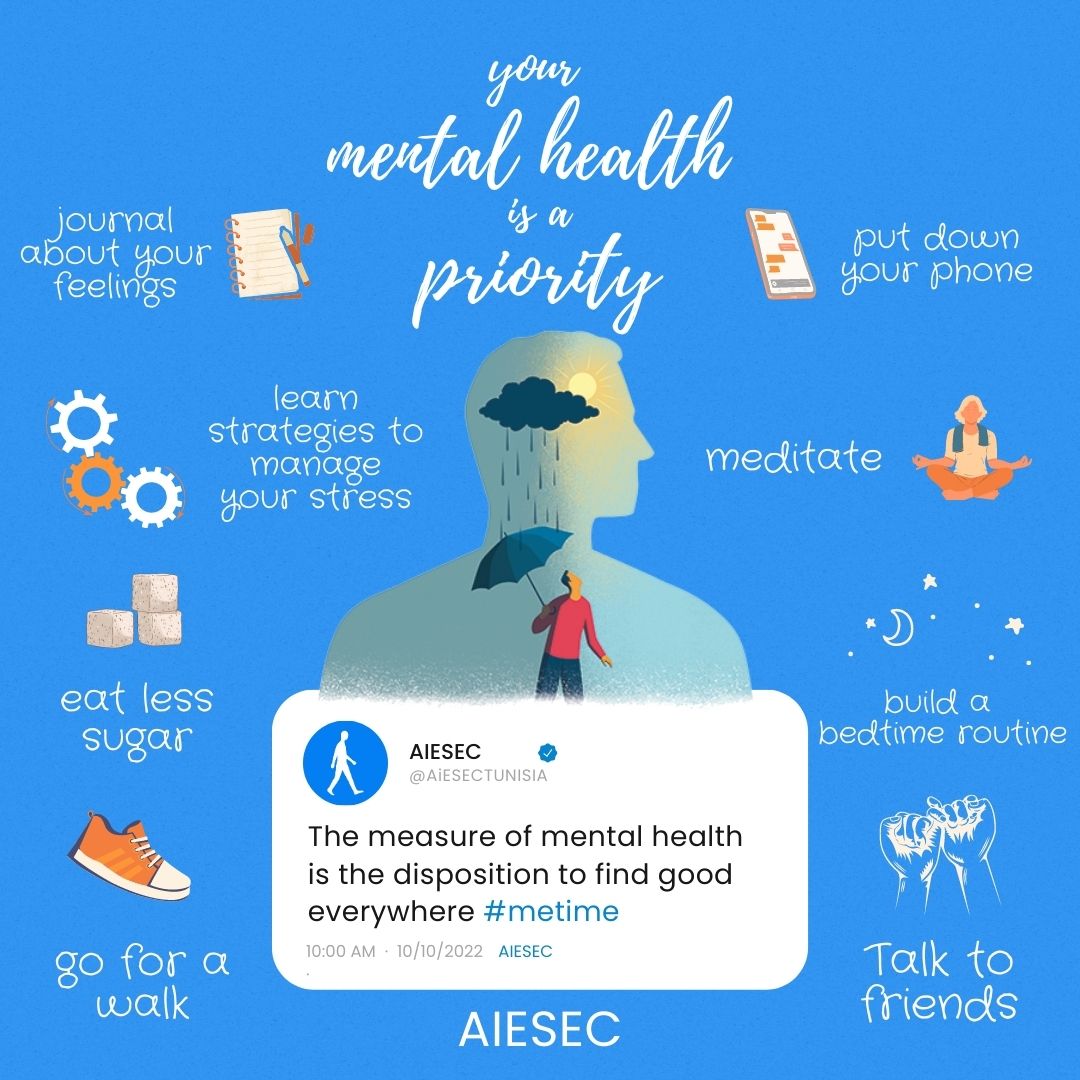 your
mental health
is a
priority
journal
about your
feelings
put down
your phone
learn
strategies to
manage
your stress
meditate
eat less
sugar
build a
bedtime routine
AIESEC
@AiESECTUNISIA
The measure of mental health
is the disposition to find good
everywhere #metime
10:00 AM · 10/10/2022 AIESEC
.
go for a
walk
Talk to
friends
AIESEC